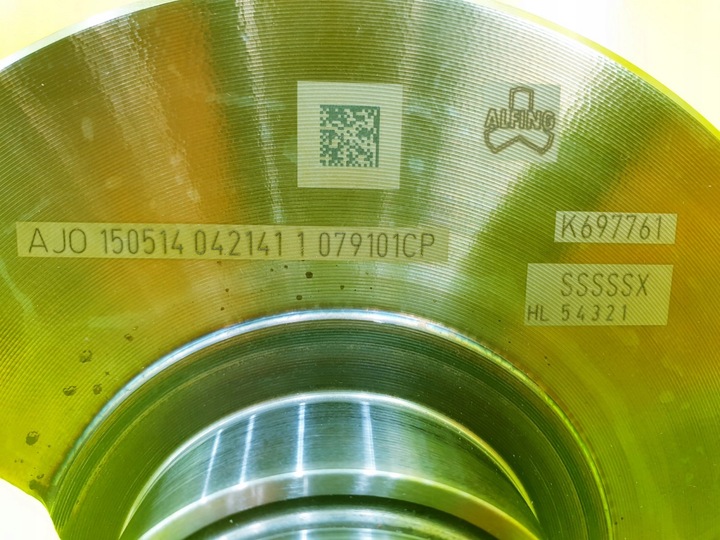 ALFING
AJO 150514 042141 1 079101CP
K697761
SSSSSX
HL 54321